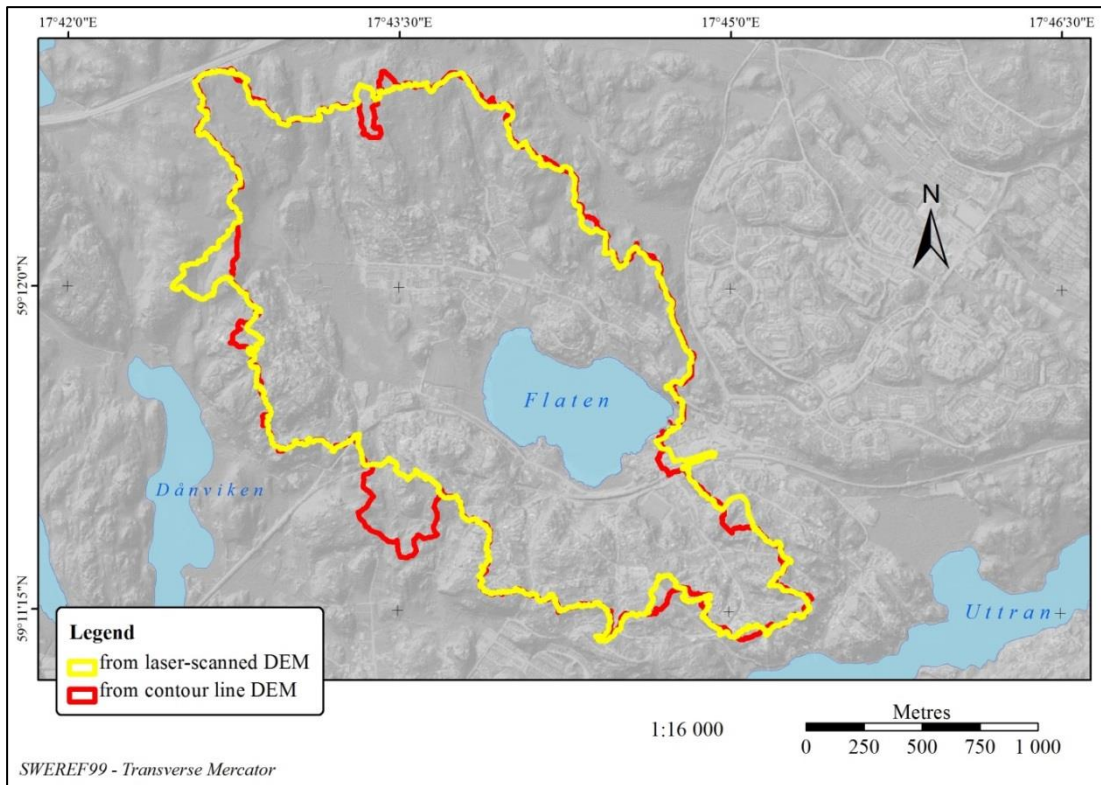 17°42'0"E 17°43'30"E 17°45'0"E 17°46'30"E
N
59°12'0"N
Flaten
Dånviken
59°11'15"N
Uttran
Legend
from laser-scanned DEM
from contour line DEM
Metres
1:16 000
0 250 500 750 1 000
SWEREF99 - Transverse Mercator